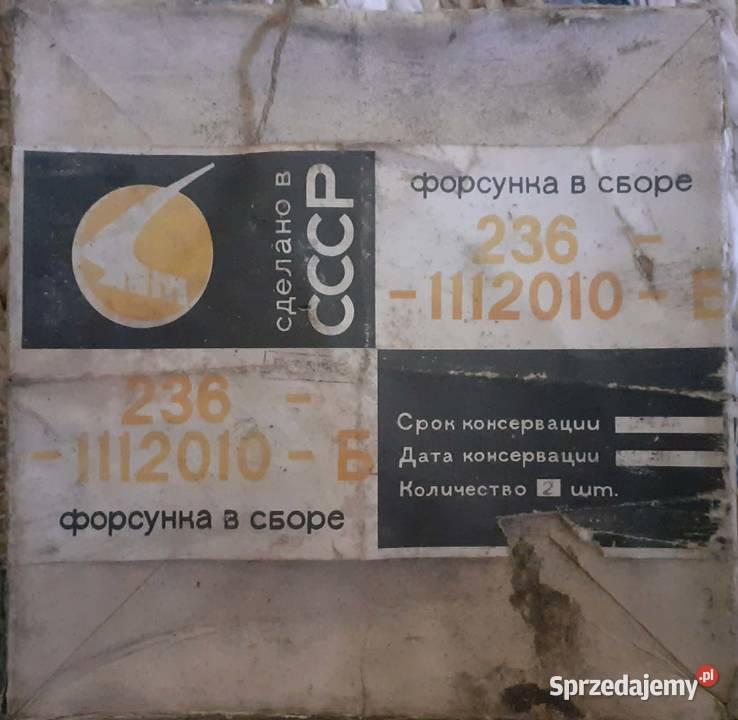 сделано в
СССР
форсунка в сборе
236 -
-1112010 - Б
236 -
-1112010 - Б
форсунка в сборе
Срок консервации
Дата консервации
Количество 2 шт.
Sprzedajemy.pl